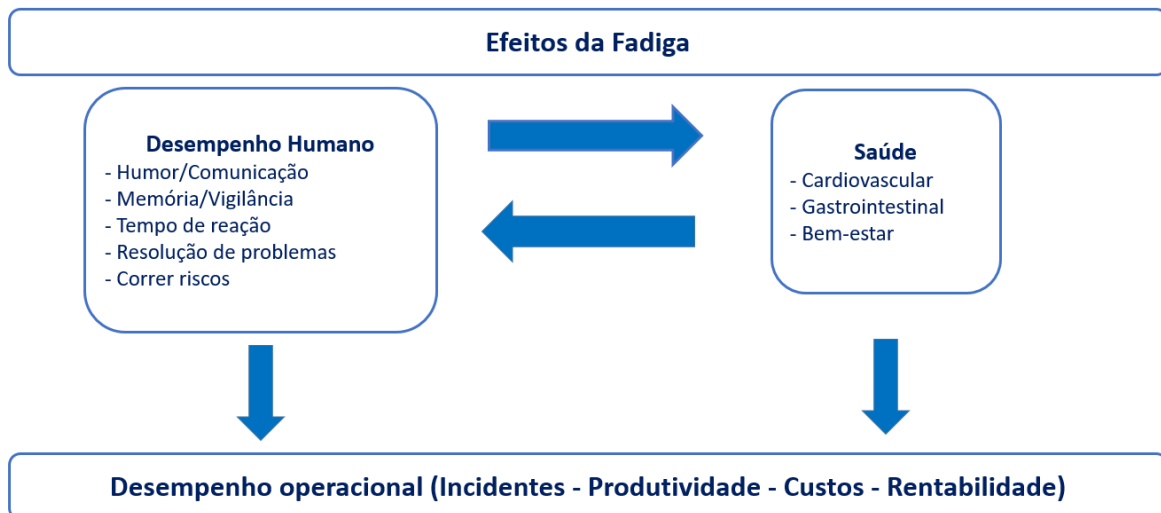 Efeitos da Fadiga
Desempenho Humano
- Humor/Comunicação
- Memória/Vigilância
- Tempo de reação
- Resolução de problemas
- Correr riscos
Saúde
- Cardiovascular
- Gastrointestinal
- Bem-estar
Desempenho operacional (Incidentes - Produtividade - Custos - Rentabilidade)